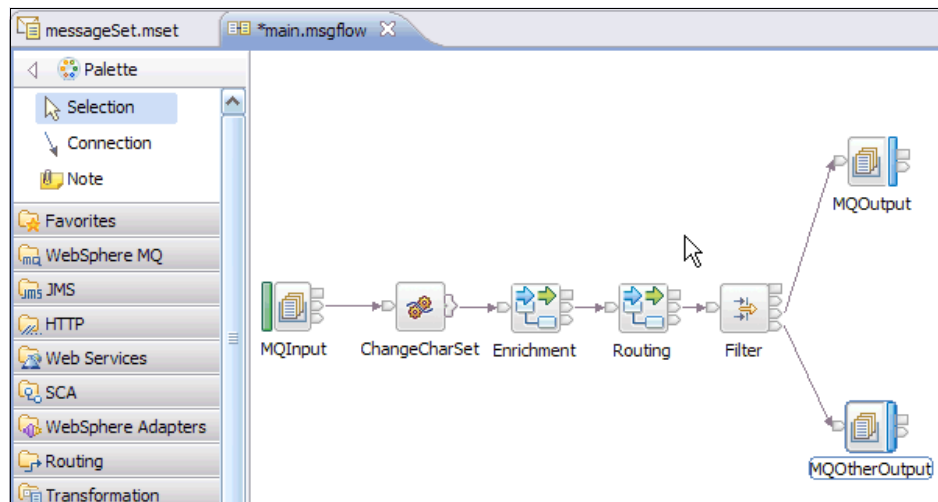 messageSet.mset
*main.msgflow
Palette
Selection
Connection
Note
Favorites
WebSphere MQ
JMS
HTTP
Web Services
SCA
WebSphere Adapters
Routing
Transformation
MQInput
ChangeCharSet
Enrichment
Routing
Filter
MQOutput
MQOtherOutput